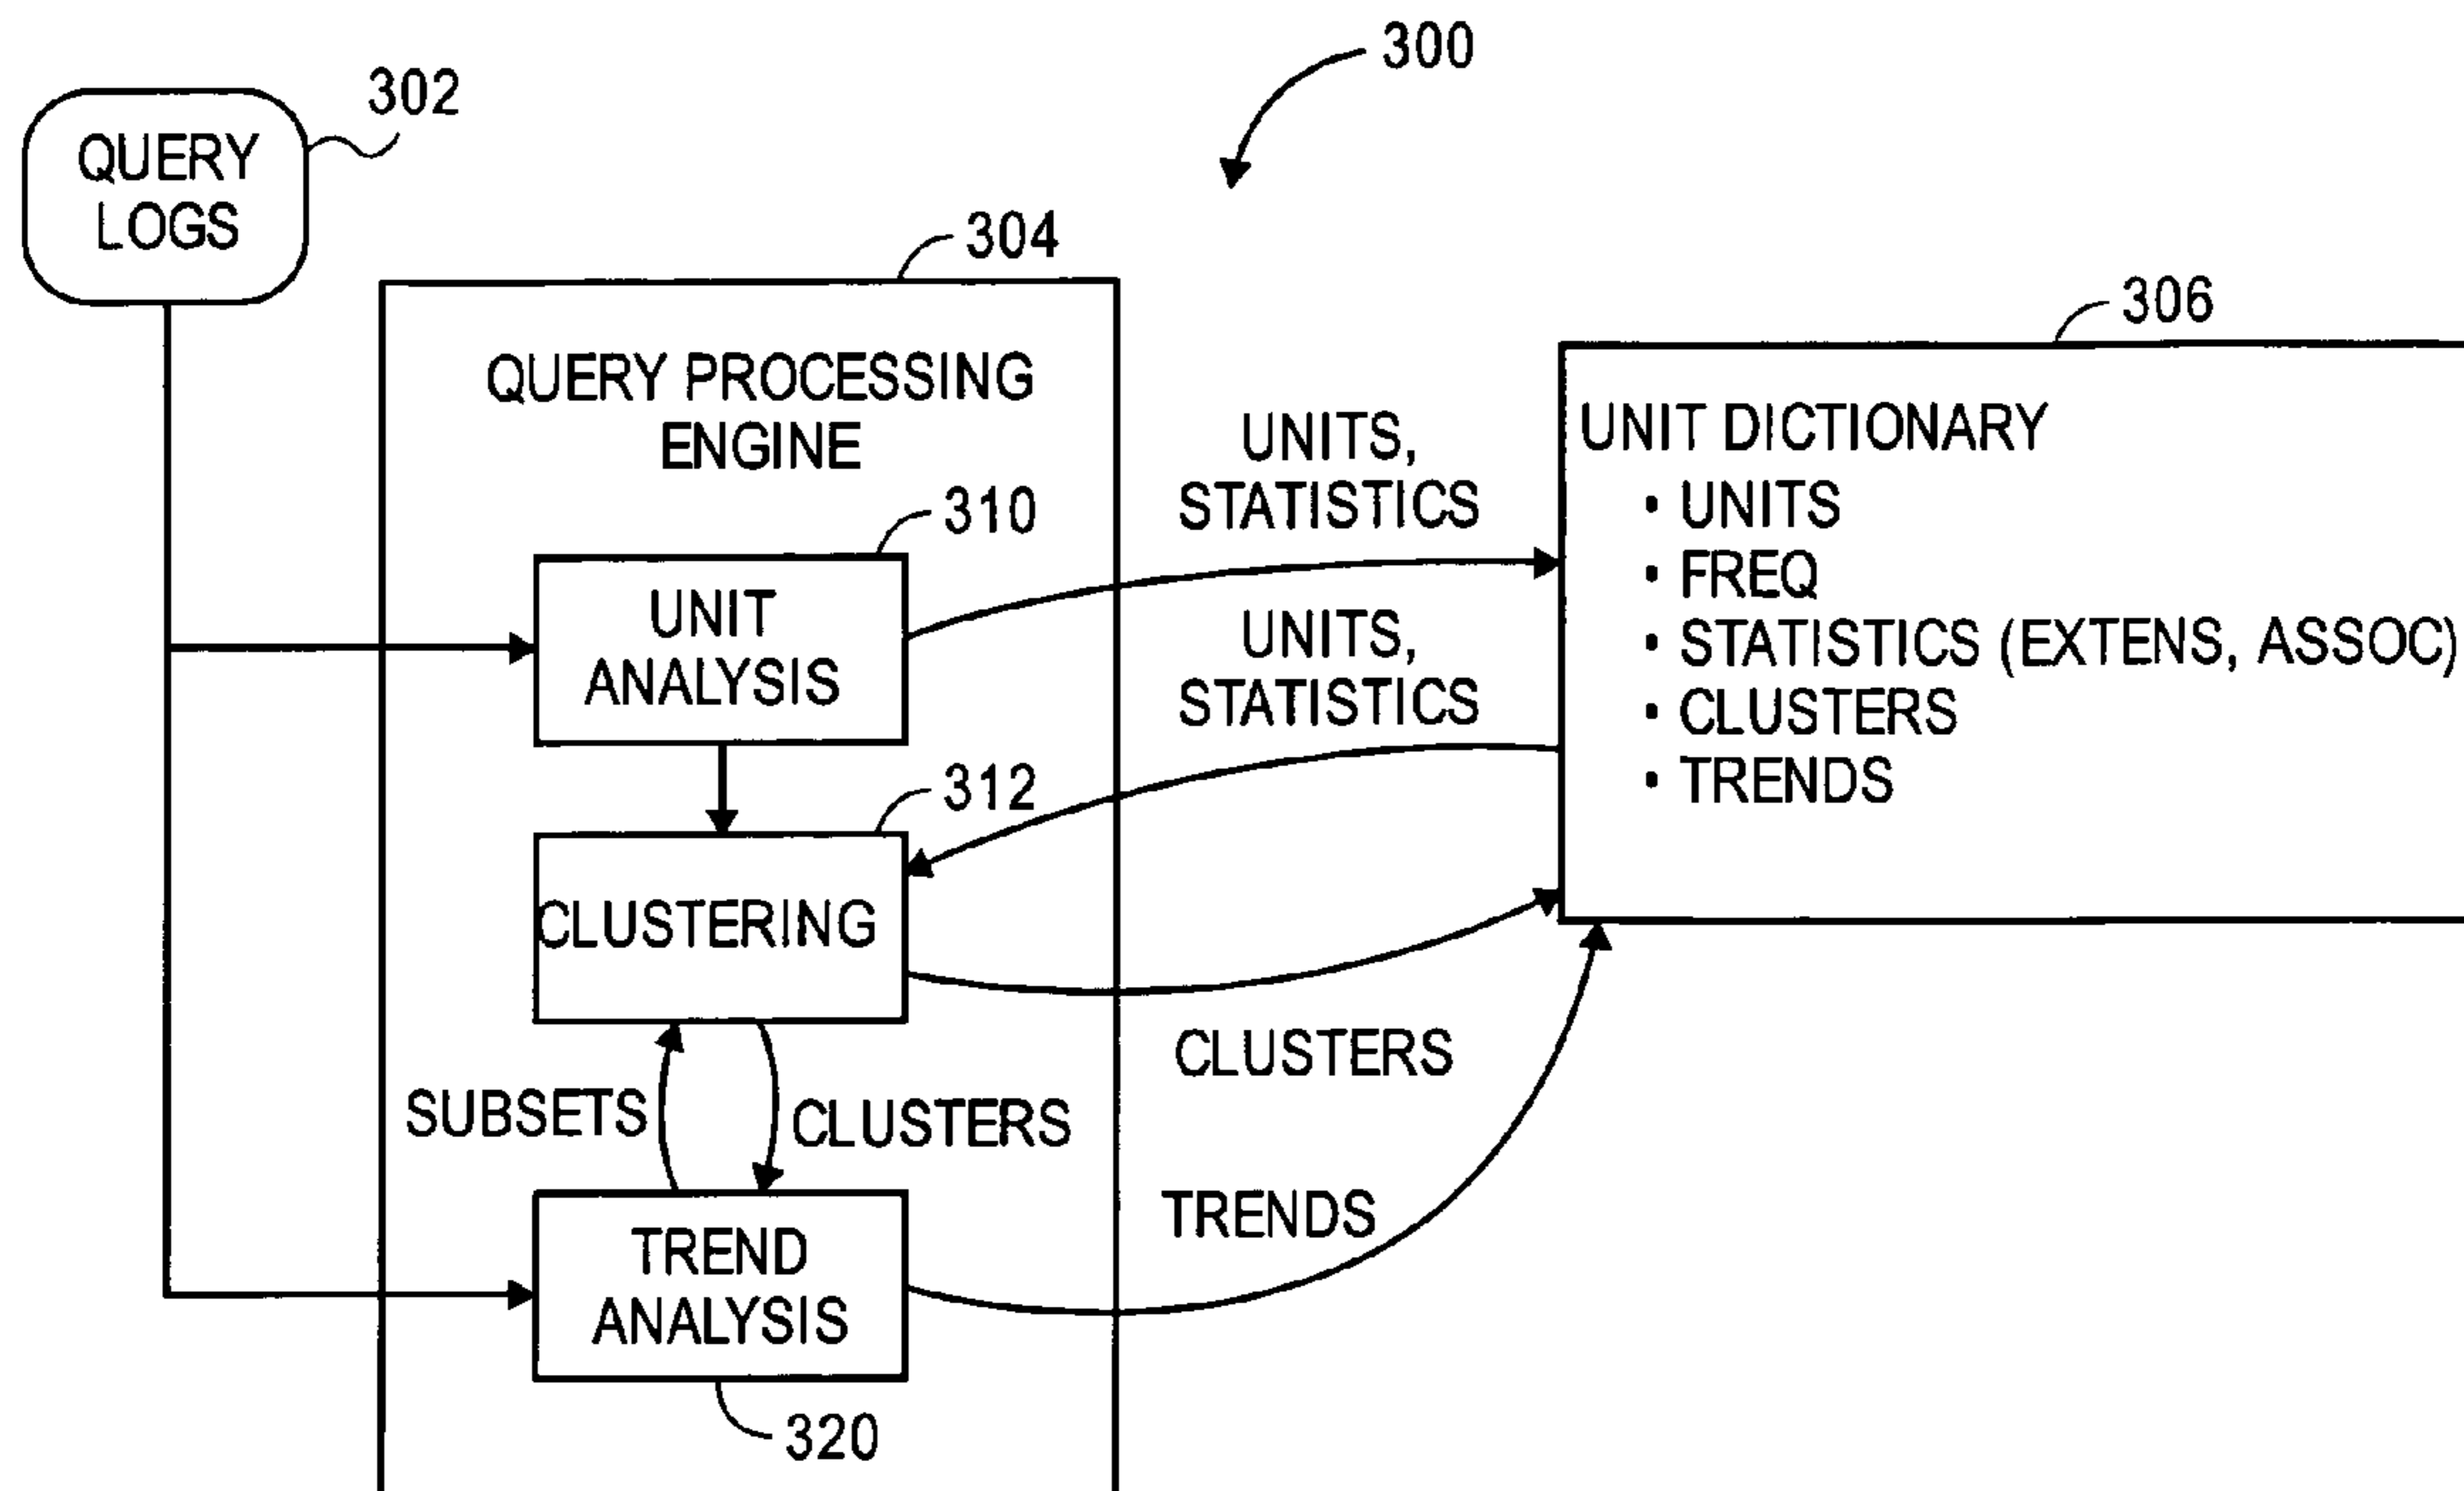 300
302
QUERY
LOGS
304
QUERY PROCESSING
ENGINE
306
UNIT DICTIONARY
· UNITS
· FREQ
· STATISTICS (EXTENS, ASSOC)
· CLUSTERS
· TRENDS
UNITS,
STATISTICS
310
UNIT
ANALYSIS
UNITS,
STATISTICS
312
CLUSTERING
CLUSTERS
SUBSETS
CLUSTERS
TRENDS
TREND
ANALYSIS
320